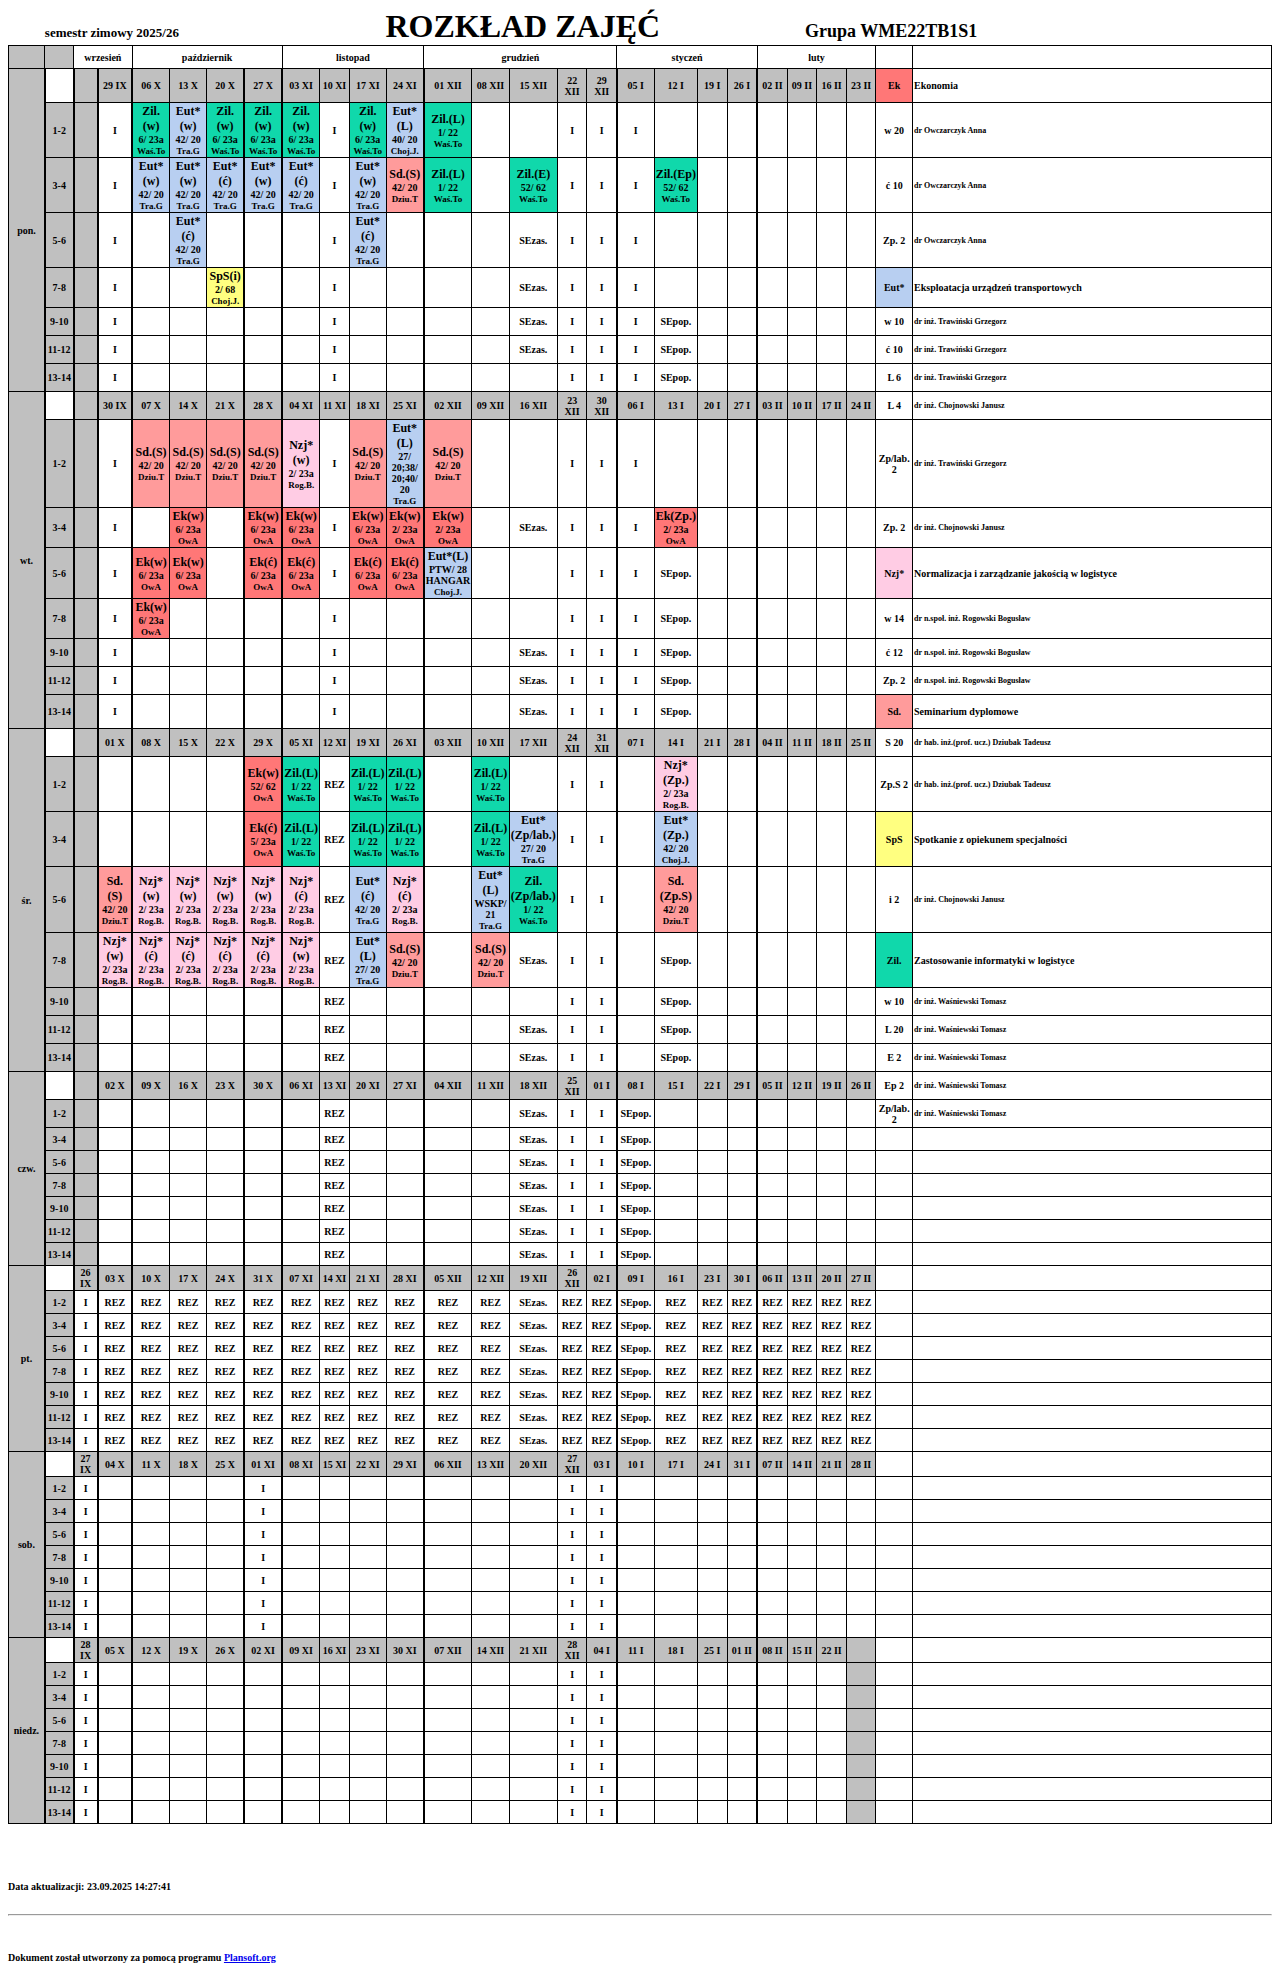 semestr zimowy 2025/26 ROZKŁAD ZAJĘĆ Grupa WME22TB1S1
wrzesień październik listopad grudzień styczeń luty
pon. 29 IX 06 X 13 X 20 X 27 X 03 XI 10 XI 17 XI 24 XI 01 XII 08 XII 15 XII 22 XII 29 XII 05 I 12 I 19 I 26 I 02 II 09 II 16 II 23 II Ek Ekonomia
1-2 I Zil.(w) 6/ 23a Waś.To Eut*(w) 42/ 20 Tra.G Zil.(w) 6/ 23a Waś.To Zil.(w) 6/ 23a Waś.To Zil.(w) 6/ 23a Waś.To I Zil.(w) 6/ 23a Waś.To Eut*(L) 40/ 20 Choj.J. Zil.(L) 1/ 22 Waś.To I I I w 20 dr Owczarczyk Anna
3-4 I Eut*(w) 42/ 20 Tra.G Eut*(w) 42/ 20 Tra.G Eut*(ć) 42/ 20 Tra.G Eut*(w) 42/ 20 Tra.G Eut*(ć) 42/ 20 Tra.G I Eut*(w) 42/ 20 Tra.G Sd.(S) 42/ 20 Dziu.T Zil.(L) 1/ 22 Waś.To Zil.(E) 52/ 62 Waś.To I I I Zil.(Ep) 52/ 62 Waś.To ć 10 dr Owczarczyk Anna
5-6 I Eut*(ć) 42/ 20 Tra.G I Eut*(ć) 42/ 20 Tra.G SEzas. I I I Zp. 2 dr Owczarczyk Anna
7-8 I SpS(i) 2/ 68 Choj.J. I SEzas. I I I Eut* Eksploatacja urządzeń transportowych
9-10 I I SEzas. I I I SEpop. w 10 dr inż. Trawiński Grzegorz
11-12 I I SEzas. I I I SEpop. ć 10 dr inż. Trawiński Grzegorz
13-14 I I I I I SEpop. L 6 dr inż. Trawiński Grzegorz
wt. 30 IX 07 X 14 X 21 X 28 X 04 XI 11 XI 18 XI 25 XI 02 XII 09 XII 16 XII 23 XII 30 XII 06 I 13 I 20 I 27 I 03 II 10 II 17 II 24 II L 4 dr inż. Chojnowski Janusz
1-2 I Sd.(S) 42/ 20 Dziu.T Sd.(S) 42/ 20 Dziu.T Sd.(S) 42/ 20 Dziu.T Sd.(S) 42/ 20 Dziu.T Nzj*(w) 2/ 23a Rog.B. I Sd.(S) 42/ 20 Dziu.T Eut*(L) 27/ 20;38/ 20;40/ 20 Tra.G Sd.(S) 42/ 20 Dziu.T I I I Zp/lab. 2 dr inż. Trawiński Grzegorz
3-4 I Ek(w) 6/ 23a OwA Ek(w) 6/ 23a OwA Ek(w) 6/ 23a OwA I Ek(w) 6/ 23a OwA Ek(w) 2/ 23a OwA Ek(w) 2/ 23a OwA SEzas. I I I Ek(Zp.) 2/ 23a OwA Zp. 2 dr inż. Chojnowski Janusz
5-6 I Ek(w) 6/ 23a OwA Ek(w) 6/ 23a OwA Ek(ć) 6/ 23a OwA Ek(ć) 6/ 23a OwA I Ek(ć) 6/ 23a OwA Ek(ć) 6/ 23a OwA Eut*(L) PTW/ 28 HANGAR Choj.J. I I I SEpop. Nzj* Normalizacja i zarządzanie jakością w logistyce
7-8 I Ek(w) 6/ 23a OwA I I I I SEpop. w 14 dr n.społ. inż. Rogowski Bogusław
9-10 I I SEzas. I I I SEpop. ć 12 dr n.społ. inż. Rogowski Bogusław
11-12 I I SEzas. I I I SEpop. Zp. 2 dr n.społ. inż. Rogowski Bogusław
13-14 I I SEzas. I I I SEpop. Sd. Seminarium dyplomowe
śr. 01 X 08 X 15 X 22 X 29 X 05 XI 12 XI 19 XI 26 XI 03 XII 10 XII 17 XII 24 XII 31 XII 07 I 14 I 21 I 28 I 04 II 11 II 18 II 25 II S 20 dr hab. inż.(prof. ucz.) Dziubak Tadeusz
1-2 Ek(w) 52/ 62 OwA Zil.(L) 1/ 22 Waś.To REZ Zil.(L) 1/ 22 Waś.To Zil.(L) 1/ 22 Waś.To Zil.(L) 1/ 22 Waś.To I I Nzj*(Zp.) 2/ 23a Rog.B. Zp.S 2 dr hab. inż.(prof. ucz.) Dziubak Tadeusz
3-4 Ek(ć) 5/ 23a OwA Zil.(L) 1/ 22 Waś.To REZ Zil.(L) 1/ 22 Waś.To Zil.(L) 1/ 22 Waś.To Zil.(L) 1/ 22 Waś.To Eut*(Zp/lab.) 27/ 20 Tra.G I I Eut*(Zp.) 42/ 20 Choj.J. SpS Spotkanie z opiekunem specjalności
5-6 Sd.(S) 42/ 20 Dziu.T Nzj*(w) 2/ 23a Rog.B. Nzj*(w) 2/ 23a Rog.B. Nzj*(w) 2/ 23a Rog.B. Nzj*(w) 2/ 23a Rog.B. Nzj*(ć) 2/ 23a Rog.B. REZ Eut*(ć) 42/ 20 Tra.G Nzj*(ć) 2/ 23a Rog.B. Eut*(L) WSKP/ 21 Tra.G Zil.(Zp/lab.) 1/ 22 Waś.To I I Sd.(Zp.S) 42/ 20 Dziu.T i 2 dr inż. Chojnowski Janusz
7-8 Nzj*(w) 2/ 23a Rog.B. Nzj*(ć) 2/ 23a Rog.B. Nzj*(ć) 2/ 23a Rog.B. Nzj*(ć) 2/ 23a Rog.B. Nzj*(ć) 2/ 23a Rog.B. Nzj*(w) 2/ 23a Rog.B. REZ Eut*(L) 27/ 20 Tra.G Sd.(S) 42/ 20 Dziu.T Sd.(S) 42/ 20 Dziu.T SEzas. I I SEpop. Zil. Zastosowanie informatyki w logistyce
9-10 REZ I I SEpop. w 10 dr inż. Waśniewski Tomasz
11-12 REZ SEzas. I I SEpop. L 20 dr inż. Waśniewski Tomasz
13-14 REZ SEzas. I I SEpop. E 2 dr inż. Waśniewski Tomasz
czw. 02 X 09 X 16 X 23 X 30 X 06 XI 13 XI 20 XI 27 XI 04 XII 11 XII 18 XII 25 XII 01 I 08 I 15 I 22 I 29 I 05 II 12 II 19 II 26 II Ep 2 dr inż. Waśniewski Tomasz
1-2 REZ SEzas. I I SEpop. Zp/lab. 2 dr inż. Waśniewski Tomasz
3-4 REZ SEzas. I I SEpop.
5-6 REZ SEzas. I I SEpop.
7-8 REZ SEzas. I I SEpop.
9-10 REZ SEzas. I I SEpop.
11-12 REZ SEzas. I I SEpop.
13-14 REZ SEzas. I I SEpop.
pt. 26 IX 03 X 10 X 17 X 24 X 31 X 07 XI 14 XI 21 XI 28 XI 05 XII 12 XII 19 XII 26 XII 02 I 09 I 16 I 23 I 30 I 06 II 13 II 20 II 27 II
1-2 I REZ REZ REZ REZ REZ REZ REZ REZ REZ REZ REZ SEzas. REZ REZ SEpop. REZ REZ REZ REZ REZ REZ REZ
3-4 I REZ REZ REZ REZ REZ REZ REZ REZ REZ REZ REZ SEzas. REZ REZ SEpop. REZ REZ REZ REZ REZ REZ REZ
5-6 I REZ REZ REZ REZ REZ REZ REZ REZ REZ REZ REZ SEzas. REZ REZ SEpop. REZ REZ REZ REZ REZ REZ REZ
7-8 I REZ REZ REZ REZ REZ REZ REZ REZ REZ REZ REZ SEzas. REZ REZ SEpop. REZ REZ REZ REZ REZ REZ REZ
9-10 I REZ REZ REZ REZ REZ REZ REZ REZ REZ REZ REZ SEzas. REZ REZ SEpop. REZ REZ REZ REZ REZ REZ REZ
11-12 I REZ REZ REZ REZ REZ REZ REZ REZ REZ REZ REZ SEzas. REZ REZ SEpop. REZ REZ REZ REZ REZ REZ REZ
13-14 I REZ REZ REZ REZ REZ REZ REZ REZ REZ REZ REZ SEzas. REZ REZ SEpop. REZ REZ REZ REZ REZ REZ REZ
sob. 27 IX 04 X 11 X 18 X 25 X 01 XI 08 XI 15 XI 22 XI 29 XI 06 XII 13 XII 20 XII 27 XII 03 I 10 I 17 I 24 I 31 I 07 II 14 II 21 II 28 II
1-2 I I I I
3-4 I I I I
5-6 I I I I
7-8 I I I I
9-10 I I I I
11-12 I I I I
13-14 I I I I
niedz. 28 IX 05 X 12 X 19 X 26 X 02 XI 09 XI 16 XI 23 XI 30 XI 07 XII 14 XII 21 XII 28 XII 04 I 11 I 18 I 25 I 01 II 08 II 15 II 22 II
1-2 I I I
3-4 I I I
5-6 I I I
7-8 I I I
9-10 I I I
11-12 I I I
13-14 I I I
Data aktualizacji: 23.09.2025 14:27:41
Dokument został utworzony za pomocą programu Plansoft.org